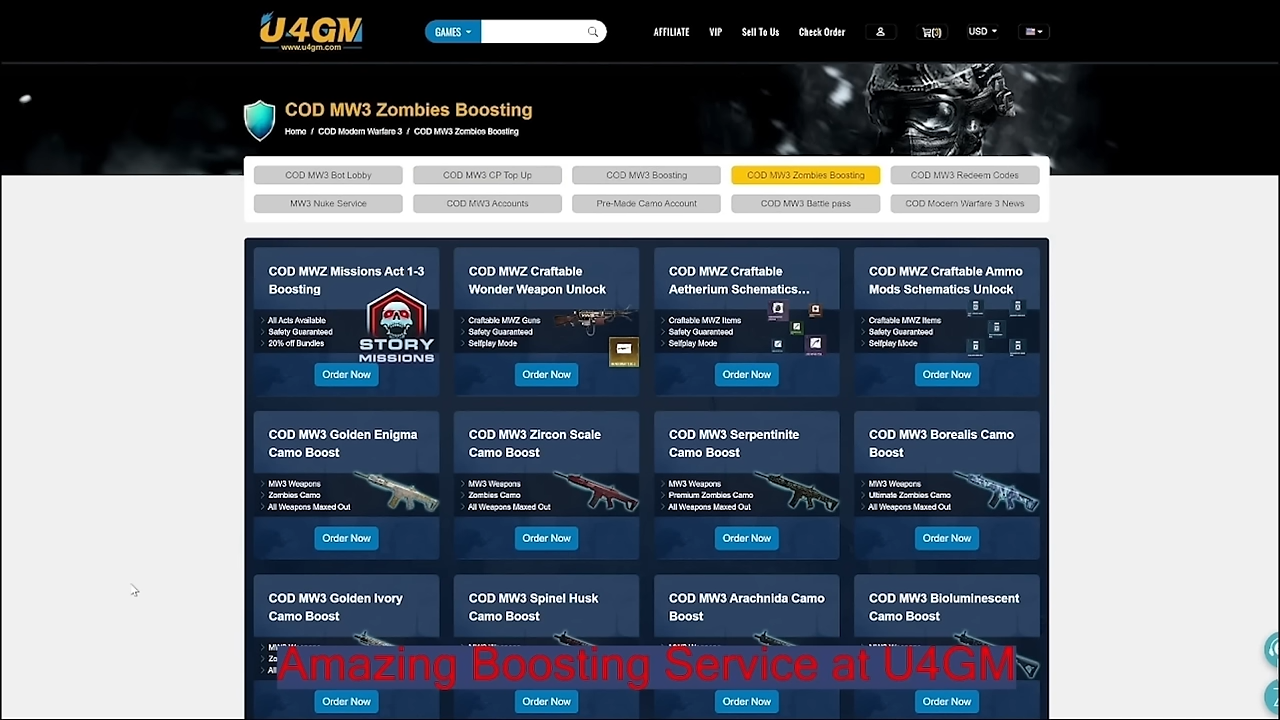 U4GM
www.u4gm.com
GAMES
AFFILIATE
VIP
Sell To Us
Check Order
(3)
USD
COD MW3 Zombies Boosting
Home / COD Modern Warfare 3 / COD MW3 Zombies Boosting
COD MW3 Bot Lobby
COD MW3 CP Top Up
COD MW3 Boosting
COD MW3 Zombies Boosting
COD MW3 Redeem Codes
MW3 Nuke Service
COD MW3 Accounts
Pre-Made Camo Account
COD MW3 Battle pass
COD Modern Warfare 3 News
COD MWZ Missions Act 1-3
Boosting
All Acts Available
Safety Guaranteed
20% off Bundles
STORY
MISSIONS
Order Now
COD MWZ Craftable
Wonder Weapon Unlock
Craftable MWZ Guns
Safety Guaranteed
Selfplay Mode
Order Now
COD MWZ Craftable
Aetherium Schematics...
Craftable MWZ Items
Safety Guaranteed
Selfplay Mode
Order Now
COD MWZ Craftable Ammo
Mods Schematics Unlock
Craftable MWZ Items
Safety Guaranteed
Selfplay Mode
Order Now
COD MW3 Golden Enigma
Camo Boost
MW3 Weapons
Zombies Camo
All Weapons Maxed Out
Order Now
COD MW3 Zircon Scale
Camo Boost
MW3 Weapons
Zombies Camo
All Weapons Maxed Out
Order Now
COD MW3 Serpentinite
Camo Boost
MW3 Weapons
Premium Zombies Camo
All Weapons Maxed Out
Order Now
COD MW3 Borealis Camo
Boost
MW3 Weapons
Ultimate Zombies Camo
All Weapons Maxed Out
Order Now
COD MW3 Golden Ivory
Camo Boost
COD MW3 Spinel Husk
Camo Boost
COD MW3 Arachnida Camo
Boost
COD MW3 Bioluminescent
Camo Boost
Amazing Boosting Service at U4GM
Order Now
Order Now
Order Now
Order Now